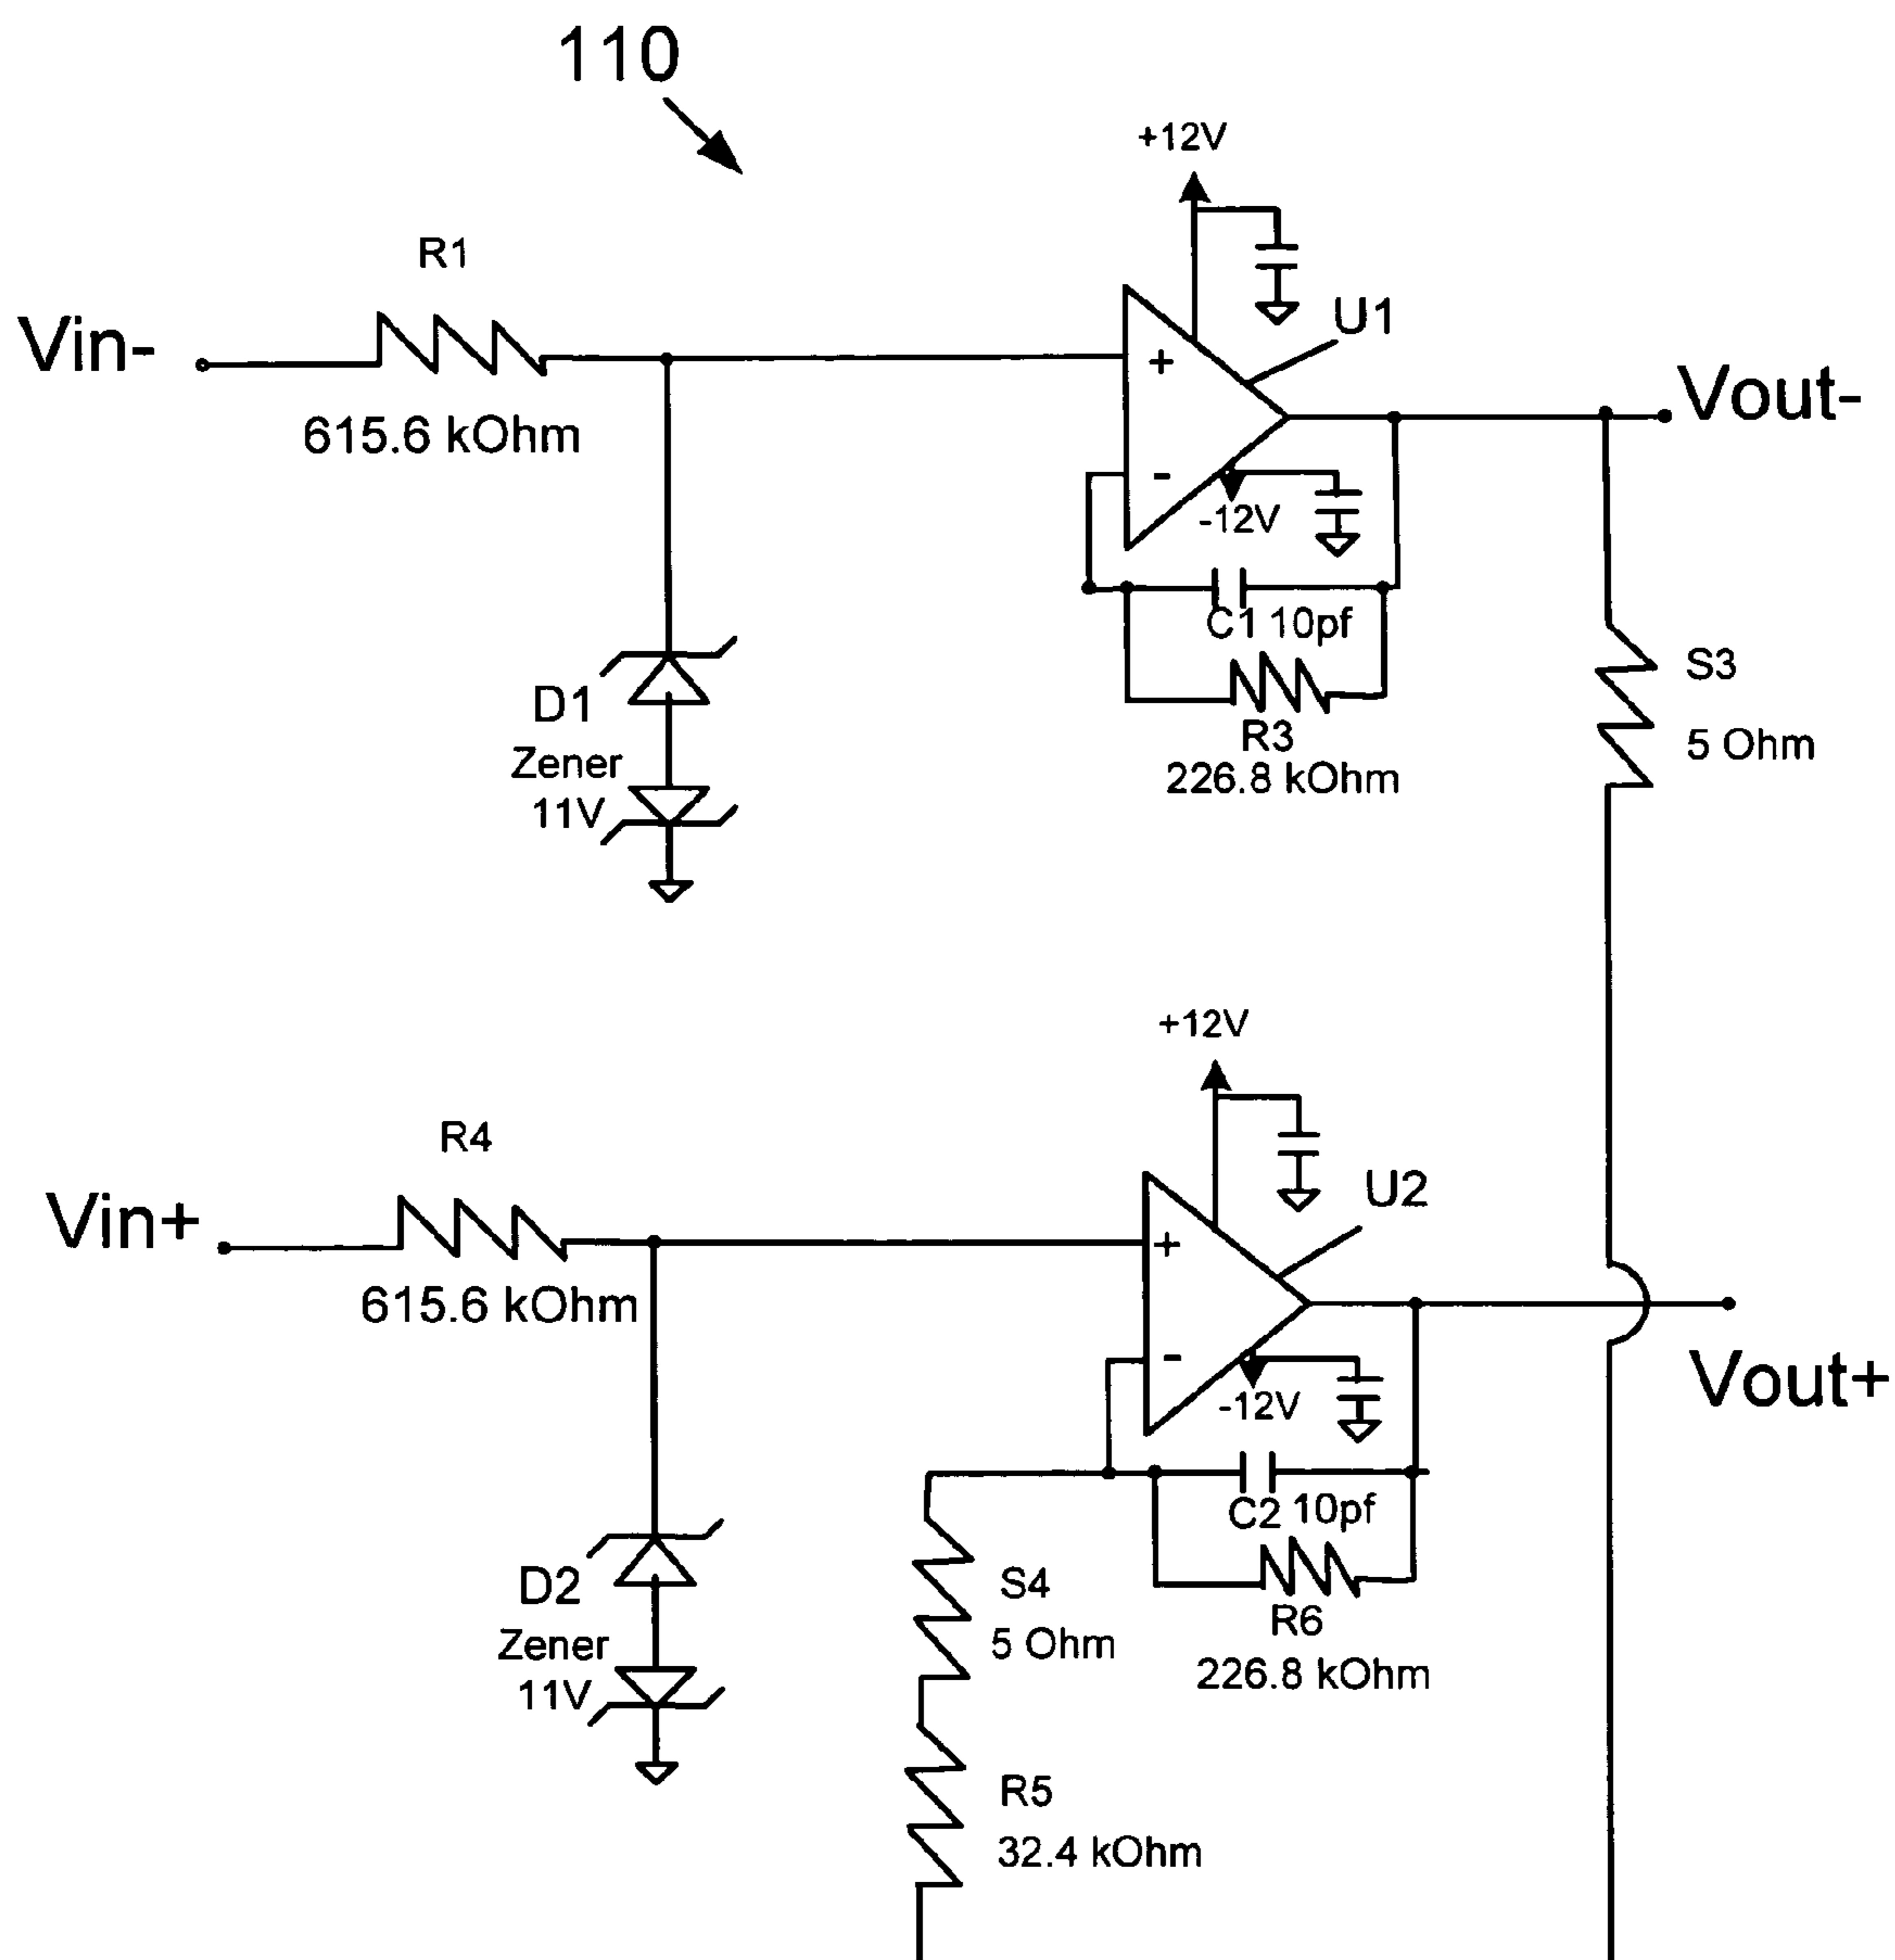 110
+12V
R1
Vin-
615.6 kOhm
+
U1
Vout-
-
-12V
C1 10pf
R3
226.8 kOhm
S3
5 Ohm
D1
Zener
11V
+12V
R4
Vin+
615.6 kOhm
+
U2
-
-12V
Vout+
C2 10pf
R6
226.8 kOhm
D2
Zener
11V
S4
5 Ohm
R5
32.4 kOhm